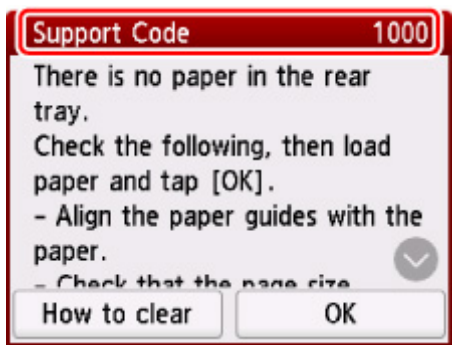 Support Code 1000
There is no paper in the rear
tray.
Check the following, then load
paper and tap [OK].
– Align the paper guides with the
paper.
– Check that the page size
How to clear
OK